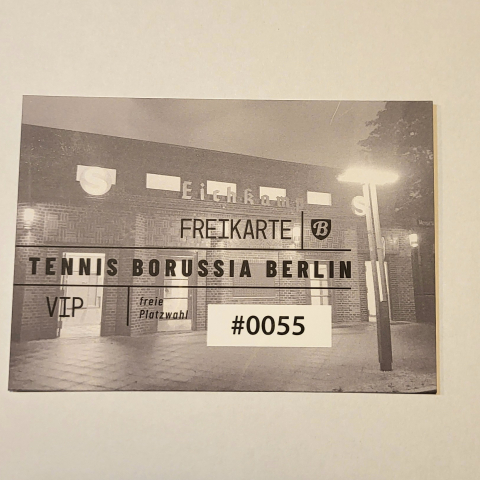 S
Eichkamp
S
FREIKARTE B
TENNIS BORUSSIA BERLIN
VIP
freie
Platzwahl
#0055